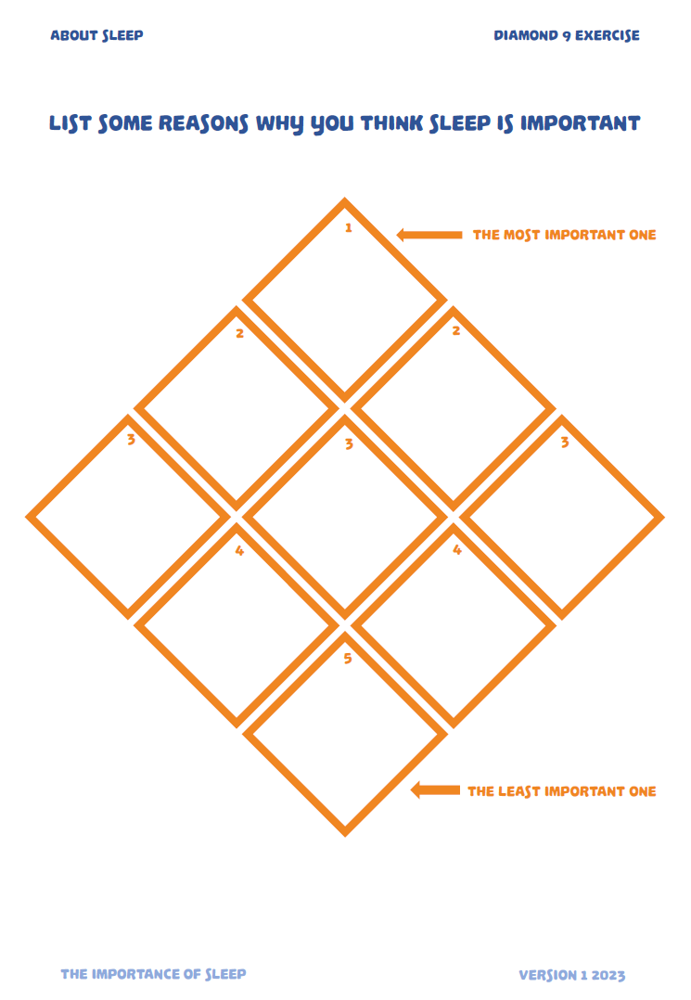 ABOUT SLEEP
DIAMOND 9 EXERCISE
LIST SOME REASONS WHY YOU THINK SLEEP IS IMPORTANT
1
THE MOST IMPORTANT ONE
2
2
3
3
3
4
4
5
THE LEAST IMPORTANT ONE
THE IMPORTANCE OF SLEEP
VERSION 1 2023